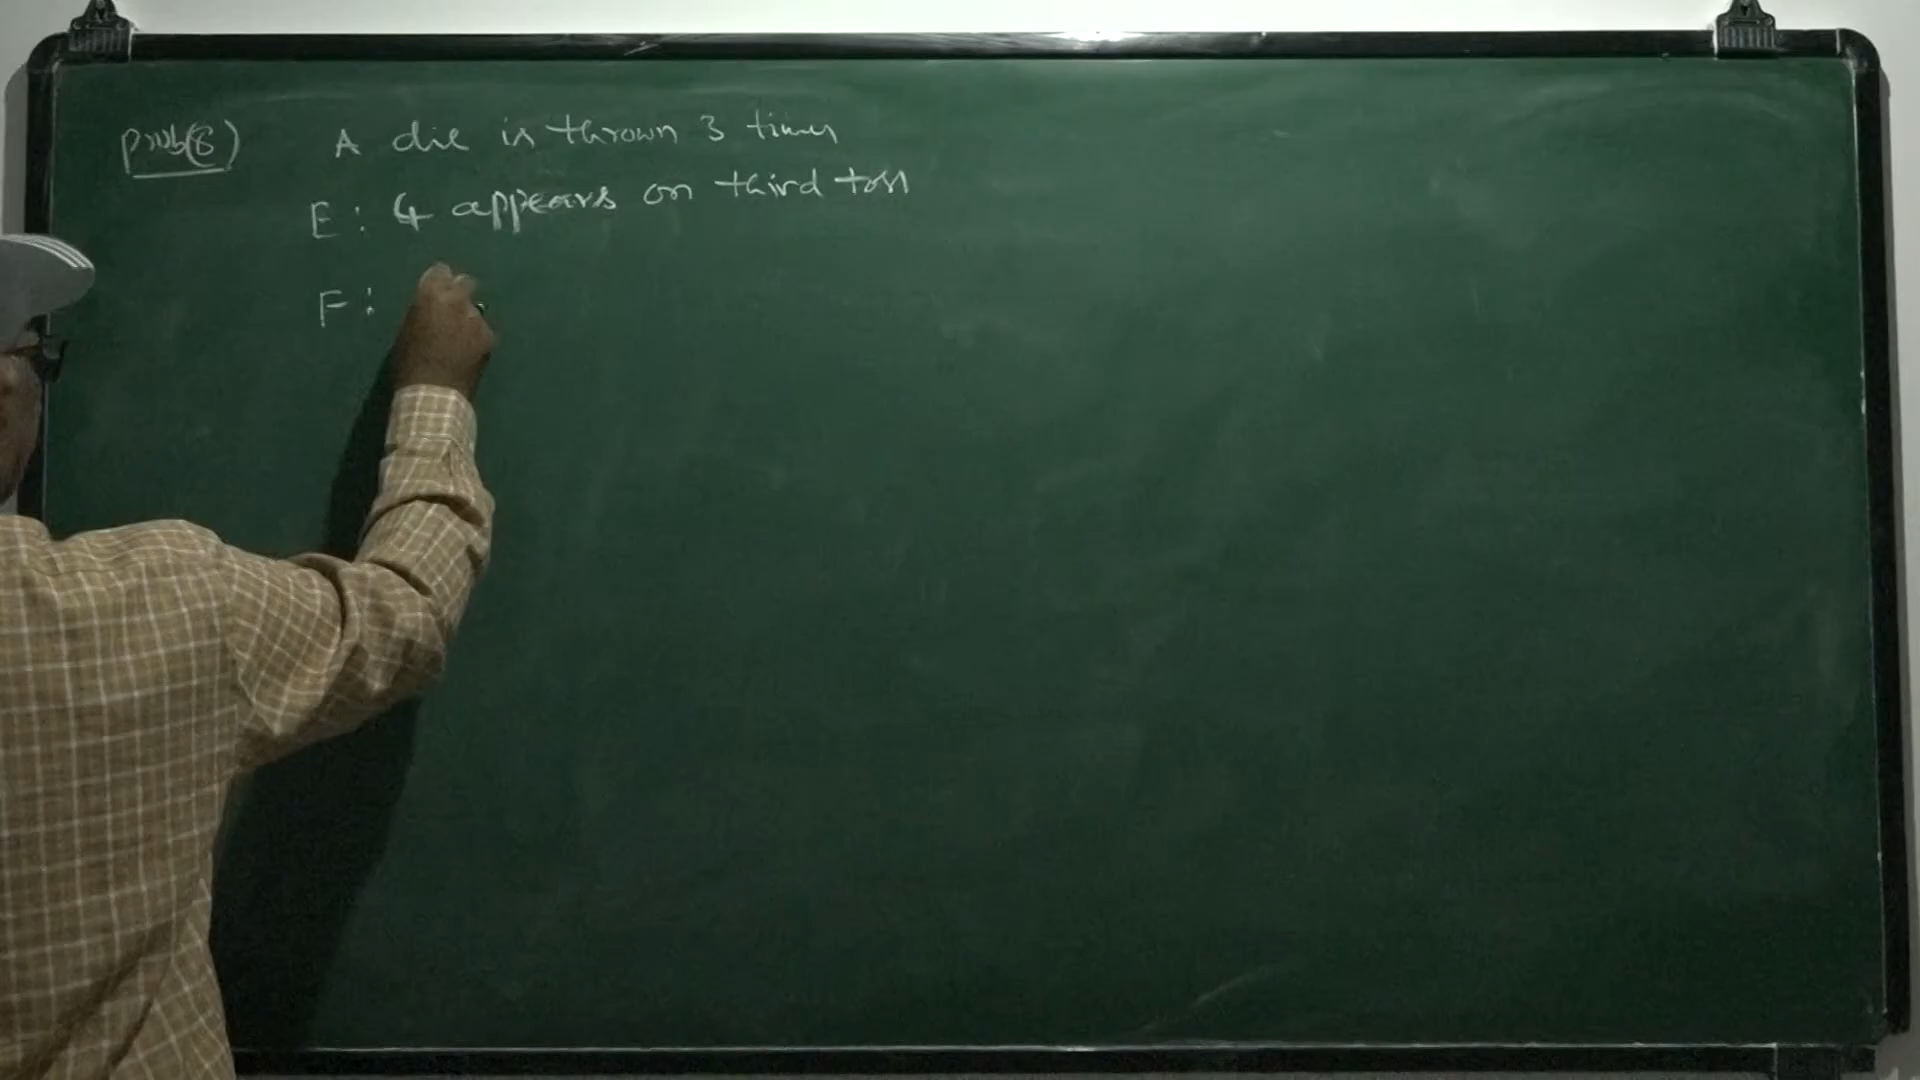 prob(8) A die is thrown 3 times
E: 4 appears on third toss
F: